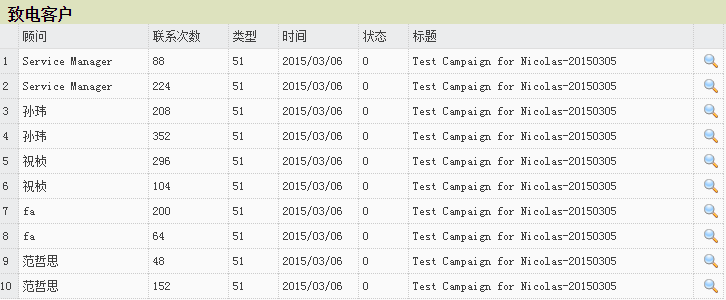 致电客户
顾问 联系次数 类型 时间 状态 标题
1 Service Manager 88 51 2015/03/06 0 Test Campaign for Nicolas-20150305
2 Service Manager 224 51 2015/03/06 0 Test Campaign for Nicolas-20150305
3 孙玮 208 51 2015/03/06 0 Test Campaign for Nicolas-20150305
4 孙玮 352 51 2015/03/06 0 Test Campaign for Nicolas-20150305
5 祝桢 296 51 2015/03/06 0 Test Campaign for Nicolas-20150305
6 祝桢 104 51 2015/03/06 0 Test Campaign for Nicolas-20150305
7 fa 200 51 2015/03/06 0 Test Campaign for Nicolas-20150305
8 fa 64 51 2015/03/06 0 Test Campaign for Nicolas-20150305
9 范哲思 48 51 2015/03/06 0 Test Campaign for Nicolas-20150305
10 范哲思 152 51 2015/03/06 0 Test Campaign for Nicolas-20150305